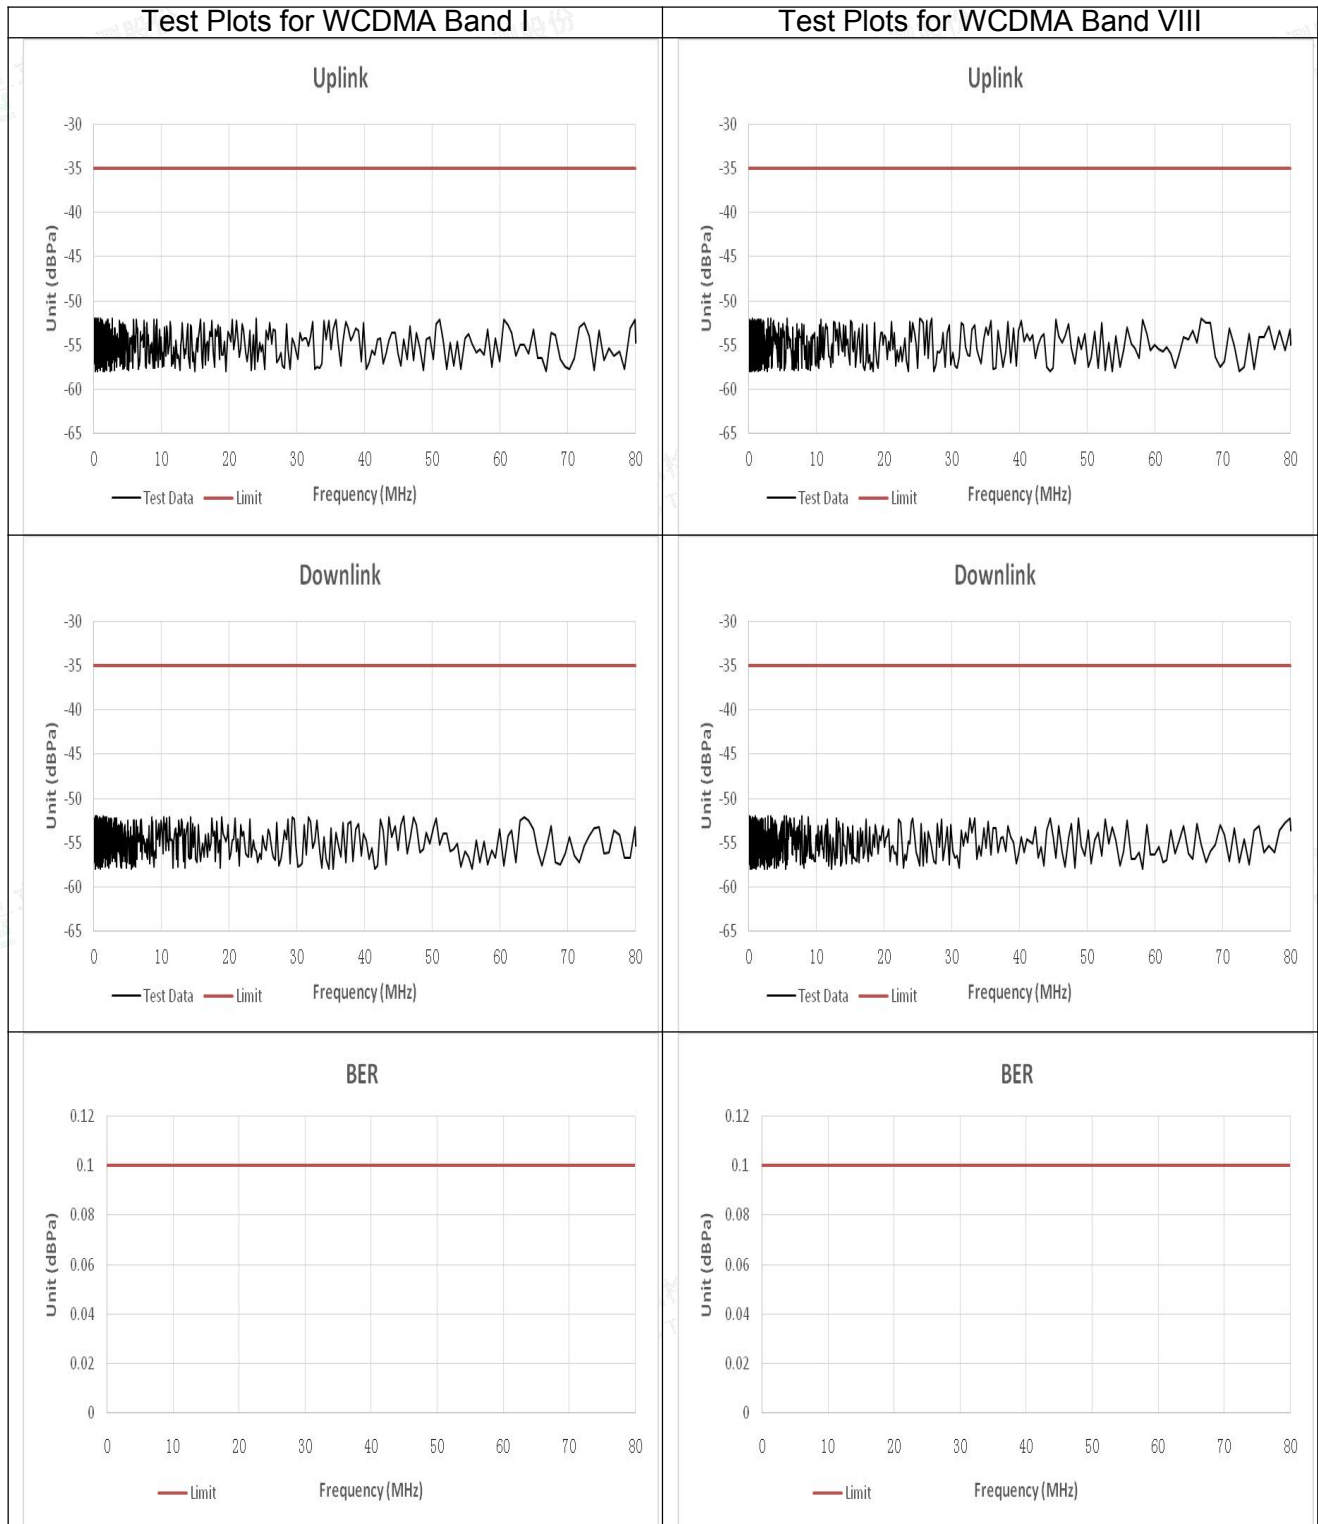 Test Plots for WCDMA Band I
Test Plots for WCDMA Band VIII
Uplink
-30
-35
-40
-45
-50
-55
-60
-65
Unit (dBPa)
0 10 20 30 40 50 60 70 80
Test Data Limit Frequency (MHz)
Uplink
-30
-35
-40
-45
-50
-55
-60
-65
Unit (dBPa)
0 10 20 30 40 50 60 70 80
Test Data Limit Frequency (MHz)
Downlink
-30
-35
-40
-45
-50
-55
-60
-65
Unit (dBPa)
0 10 20 30 40 50 60 70 80
Test Data Limit Frequency (MHz)
Downlink
-30
-35
-40
-45
-50
-55
-60
-65
Unit (dBPa)
0 10 20 30 40 50 60 70 80
Test Data Limit Frequency (MHz)
BER
0.12
0.1
0.08
0.06
0.04
0.02
0
Unit (dBPa)
0 10 20 30 40 50 60 70 80
Limit Frequency (MHz)
BER
0.12
0.1
0.08
0.06
0.04
0.02
0
Unit (dBPa)
0 10 20 30 40 50 60 70 80
Limit Frequency (MHz)